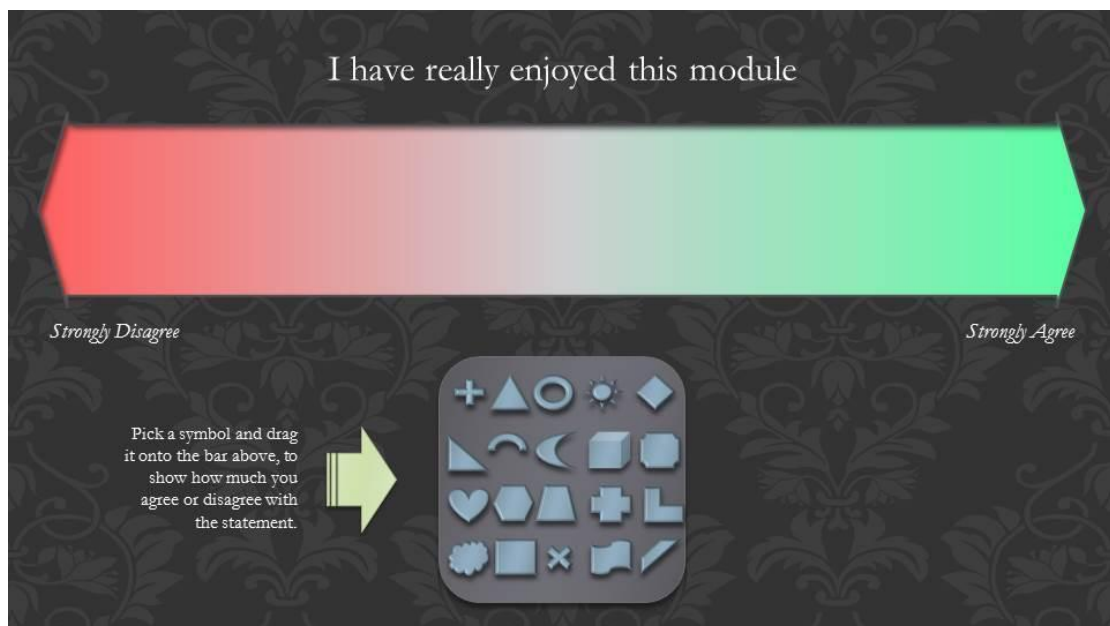 I have really enjoyed this module
Strongly Disagree
Strongly Agree
Pick a symbol and drag
it onto the bar above, to
show how much you
agree or disagree with
the statement.